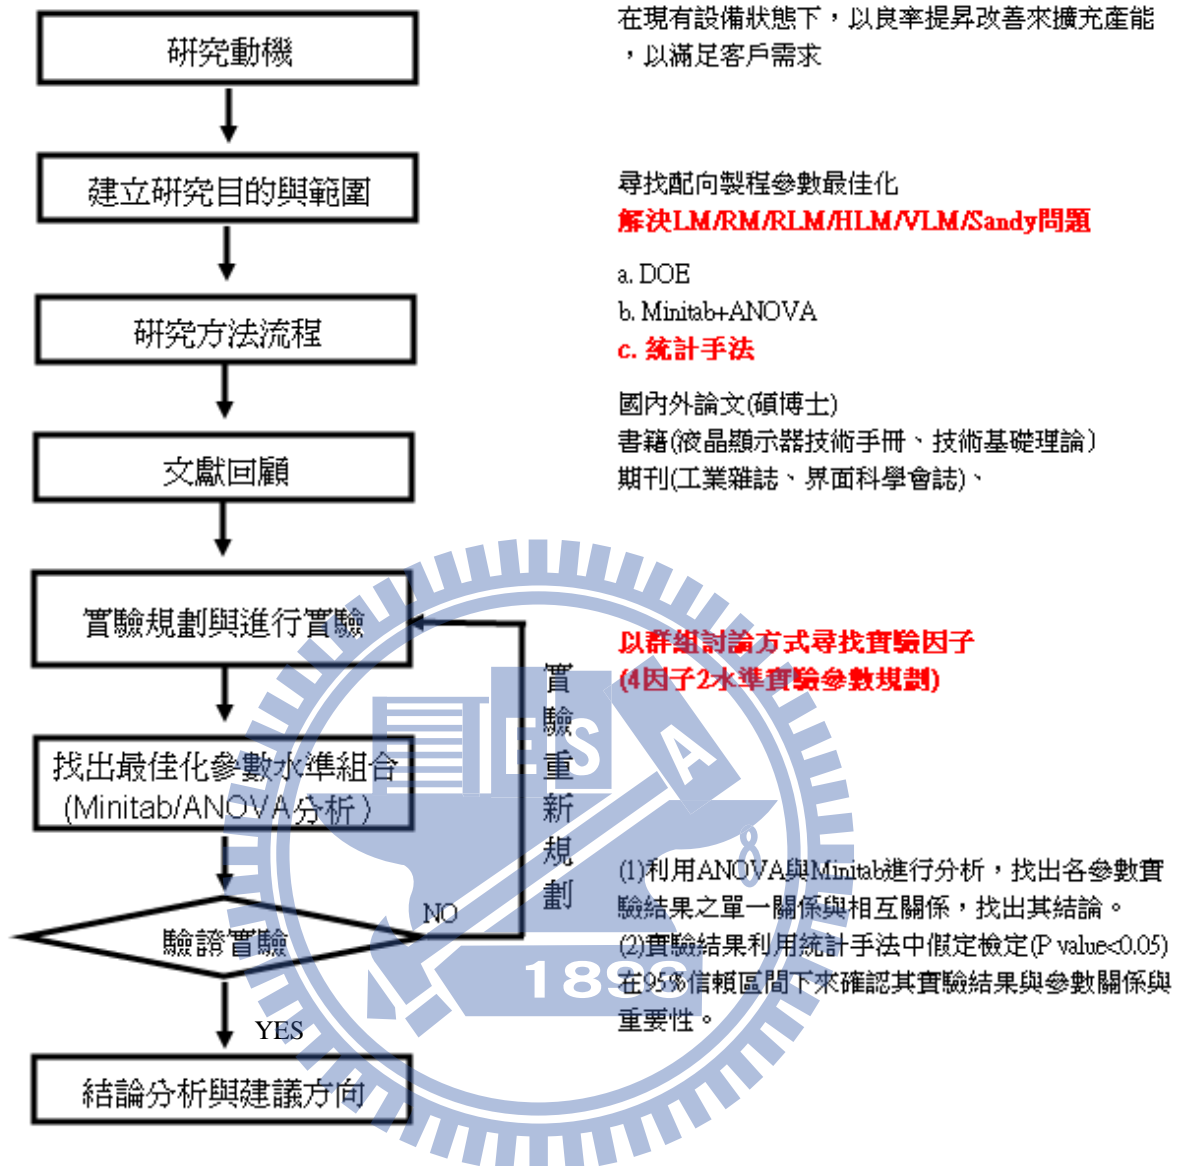 研究動機
在現有設備狀態下，以良率提昇改善來擴充產能
，以滿足客戶需求
建立研究目的與範圍
尋找配向製程參數最佳化
解決LM/RM/RLM/HLM/VLM/Sandy問題
研究方法流程
a. DOE
b. Minitab+ANOVA
c. 統計手法
文獻回顧
國內外論文(碩博士)
書籍(液晶顯示器技術手冊、技術基礎理論)
期刊(工業雜誌、界面科學會誌)、
實驗規劃與進行實驗
以群組討論方式尋找實驗因子
(4因子2水準實驗參數規劃)
實驗重新規劃
找出最佳化參數水準組合
(Minitab/ANOVA分析)
驗證實驗
NO
(1)利用ANOVA與Minitab進行分析，找出各參數實
驗結果之單一關係與相互關係，找出其結論。
(2)實驗結果利用統計手法中假定檢定(P value<0.05)
在95%信賴區間下來確認其實驗結果與參數關係與
重要性。
YES
結論分析與建議方向
ES
A
8
1896